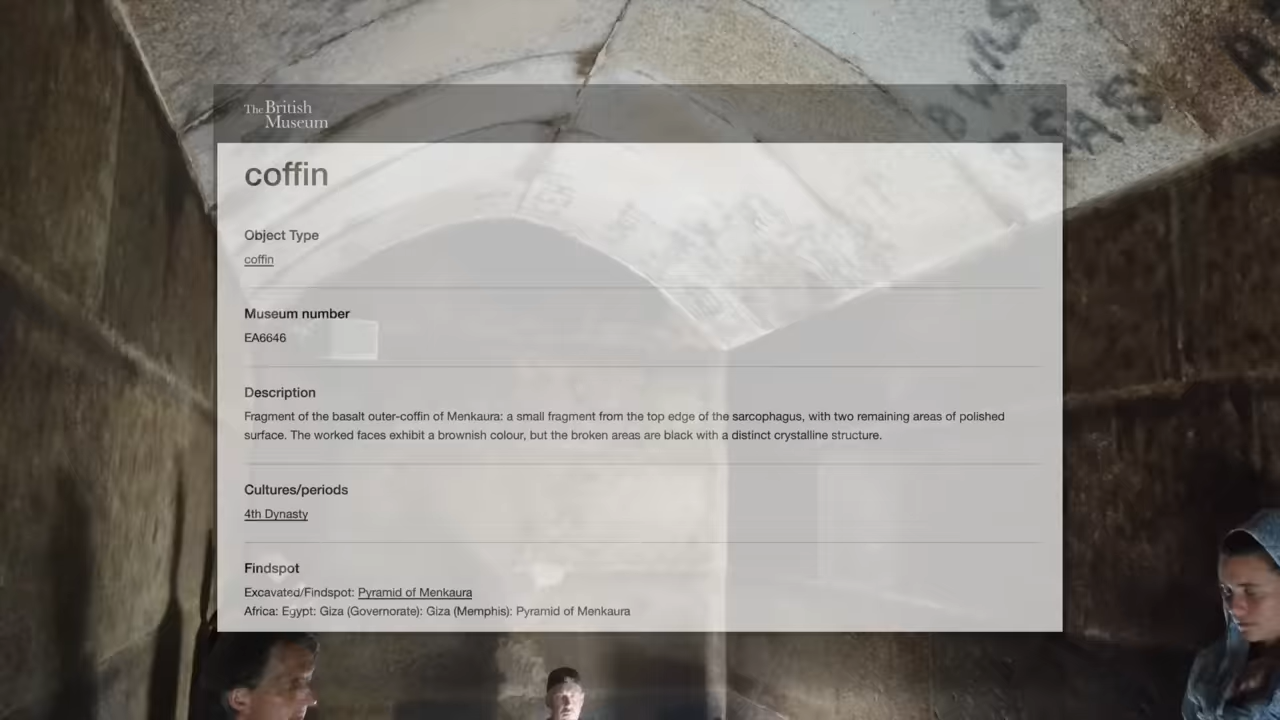 The British
Museum
coffin
Object Type
coffin
Museum number
EA6646
Description
Fragment of the basalt outer-coffin of Menkaura: a small fragment from the top edge of the sarcophagus, with two remaining areas of polished
surface. The worked faces exhibit a brownish colour, but the broken areas are black with a distinct crystalline structure.
Cultures/periods
4th Dynasty
Findspot
Excavated/Findspot: Pyramid of Menkaura
Africa: Egypt: Giza (Governorate): Giza (Memphis): Pyramid of Menkaura